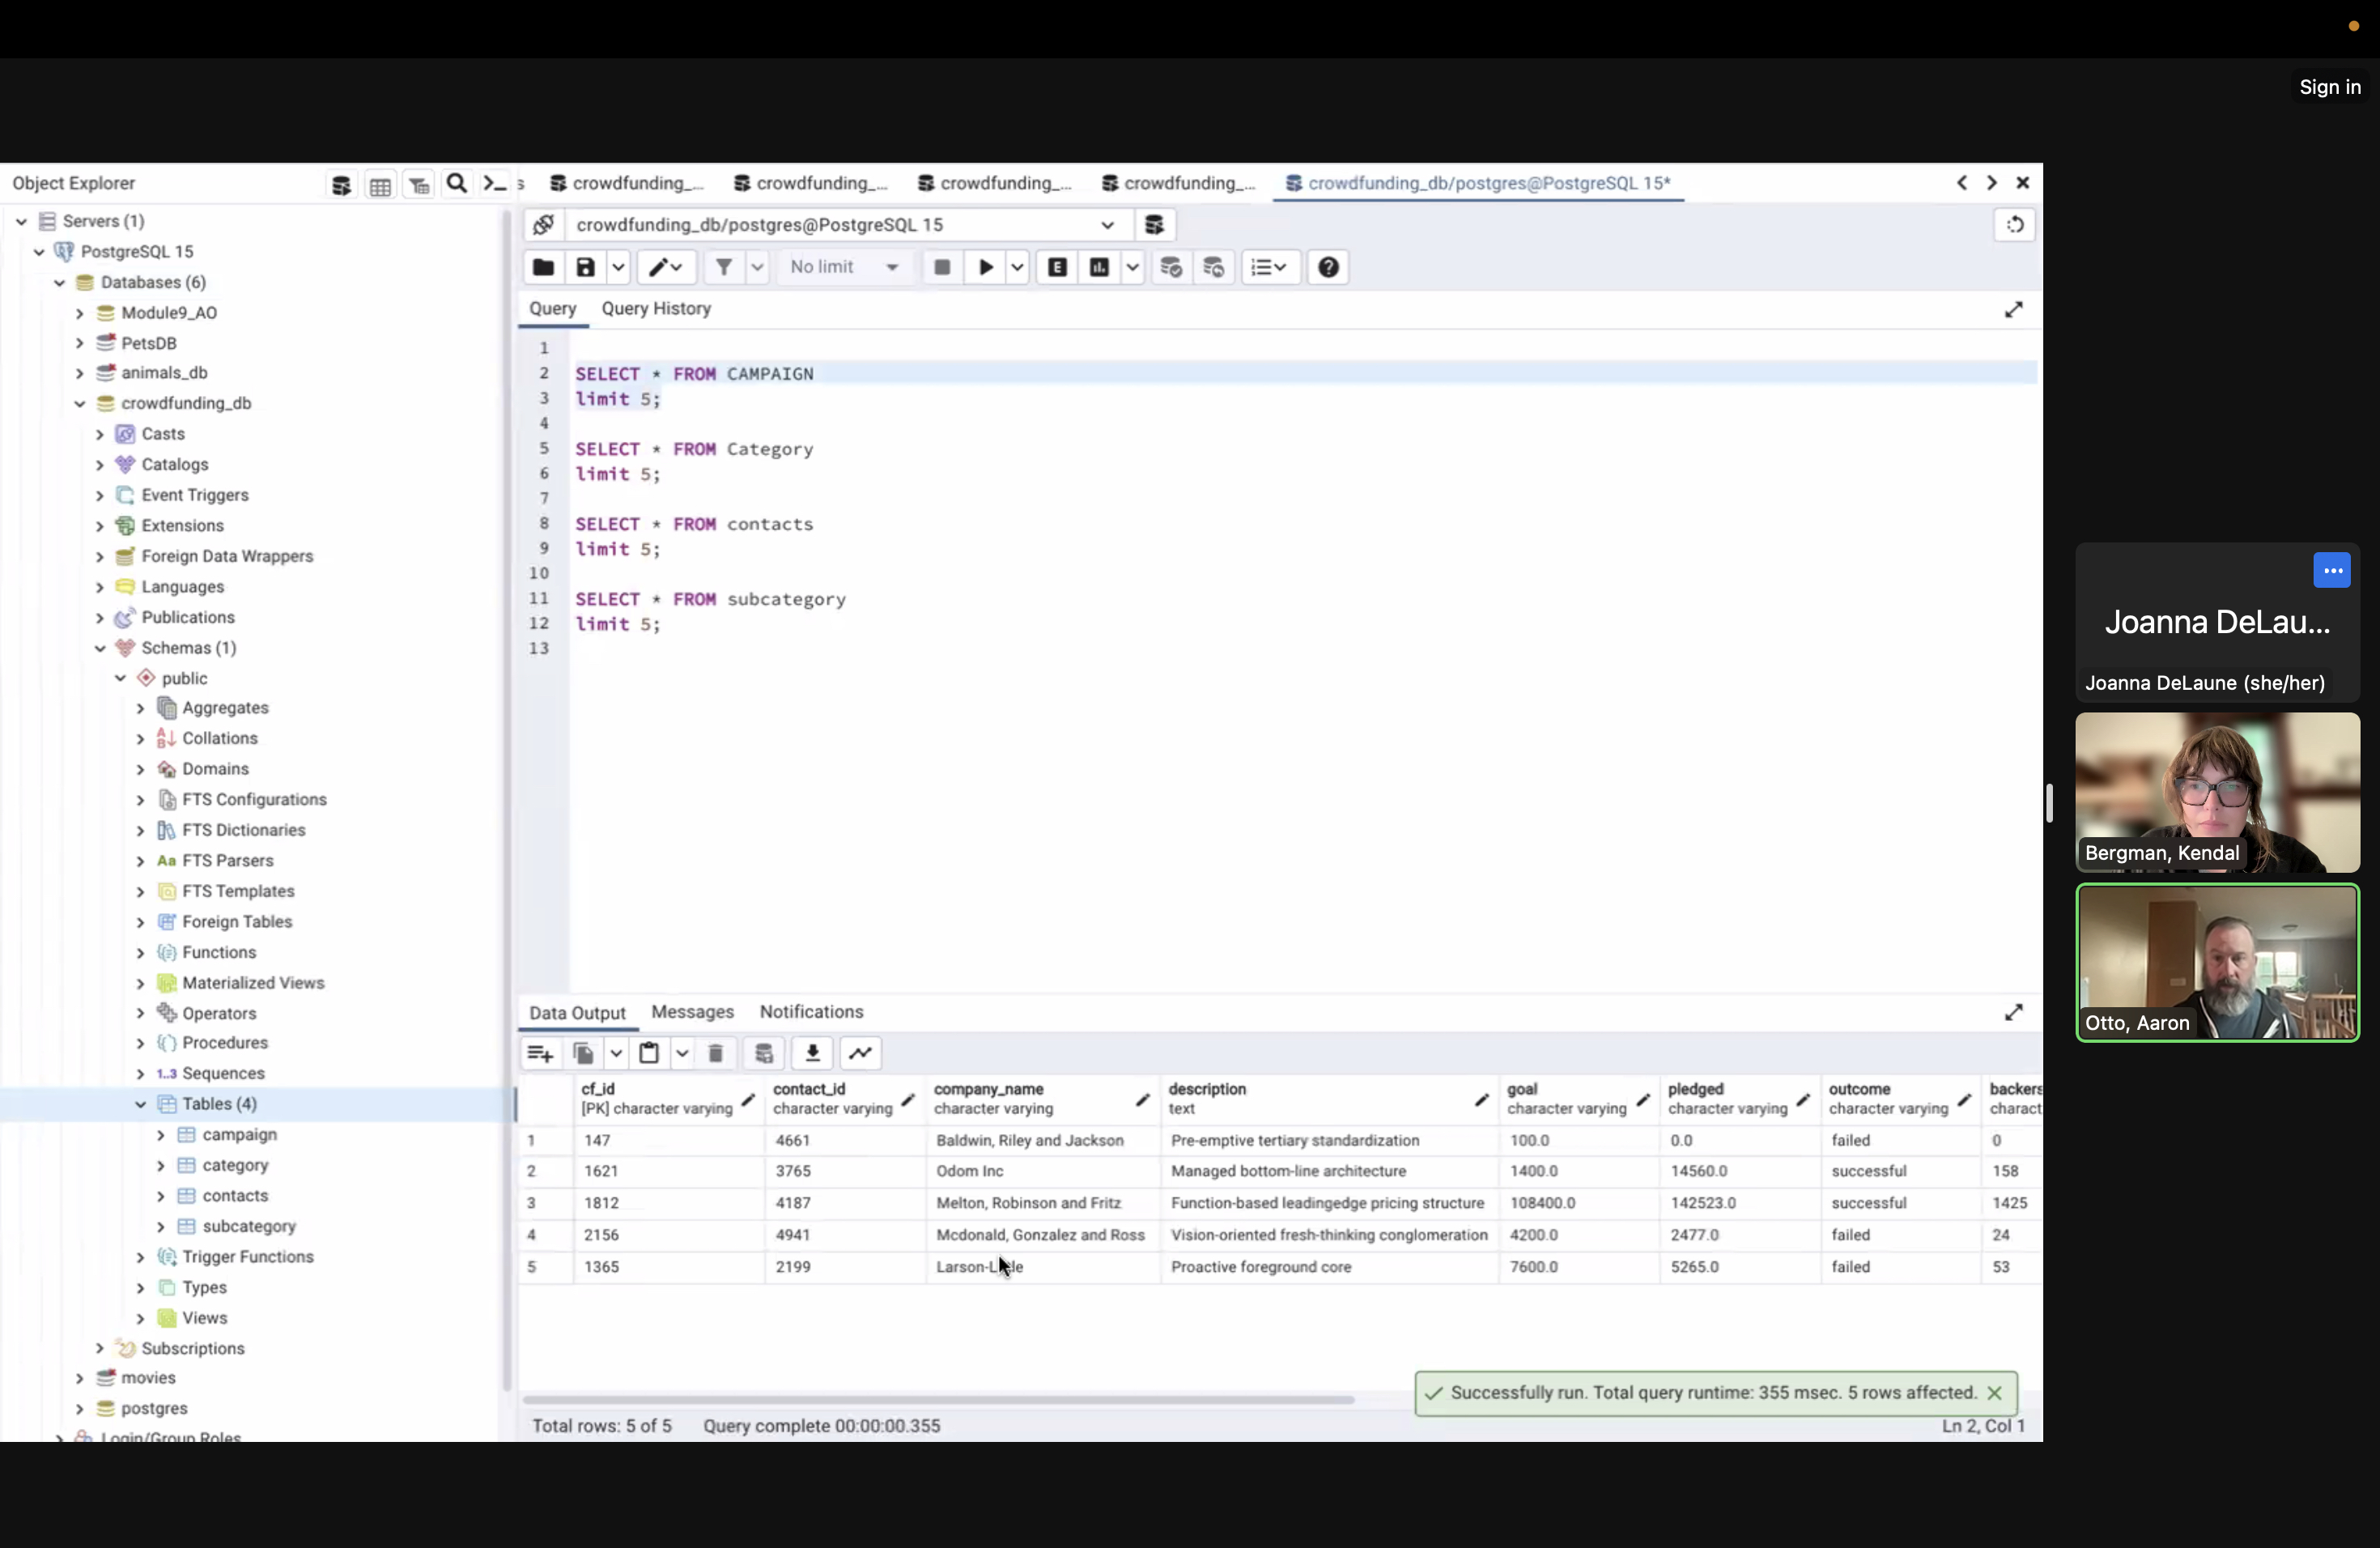 Sign in
Object Explorer
s crowdfunding_... crowdfunding_... crowdfunding_... crowdfunding_... crowdfunding_db/postgres@PostgreSQL 15*
Servers (1)
PostgreSQL 15
Databases (6)
Module9_AO
PetsDB
animals_db
crowdfunding_db
Casts
Catalogs
Event Triggers
Extensions
Foreign Data Wrappers
Languages
Publications
Schemas (1)
public
Aggregates
Collations
Domains
FTS Configurations
FTS Dictionaries
Aa FTS Parsers
FTS Templates
Foreign Tables
Functions
Materialized Views
Operators
Procedures
1..3 Sequences
Tables (4)
campaign
category
contacts
subcategory
Trigger Functions
Types
Views
Subscriptions
movies
postgres
Login/Group Roles
crowdfunding_db/postgres@PostgreSQL 15
No limit
E
Query Query History
1
2 SELECT * FROM CAMPAIGN
3 limit 5;
4
5 SELECT * FROM Category
6 limit 5;
7
8 SELECT * FROM contacts
9 limit 5;
10
11 SELECT * FROM subcategory
12 limit 5;
13
Data Output Messages Notifications
cf_id contact_id company_name description goal pledged outcome backers
[PK] character varying character varying character varying text character varying character varying character varying charact
1 147 4661 Baldwin, Riley and Jackson Pre-emptive tertiary standardization 100.0 0.0 failed 0
2 1621 3765 Odom Inc Managed bottom-line architecture 1400.0 14560.0 successful 158
3 1812 4187 Melton, Robinson and Fritz Function-based leadingedge pricing structure 108400.0 142523.0 successful 1425
4 2156 4941 Mcdonald, Gonzalez and Ross Vision-oriented fresh-thinking conglomeration 4200.0 2477.0 failed 24
5 1365 2199 Proactive foreground core 7600.0 5265.0 failed 53
Successfully run. Total query runtime: 355 msec. 5 rows affected.
Total rows: 5 of 5 Query complete 00:00:00.355
Ln 2, Col 1
Joanna DeLau...
Joanna DeLaune (she/her)
Bergman, Kendal
Otto, Aaron